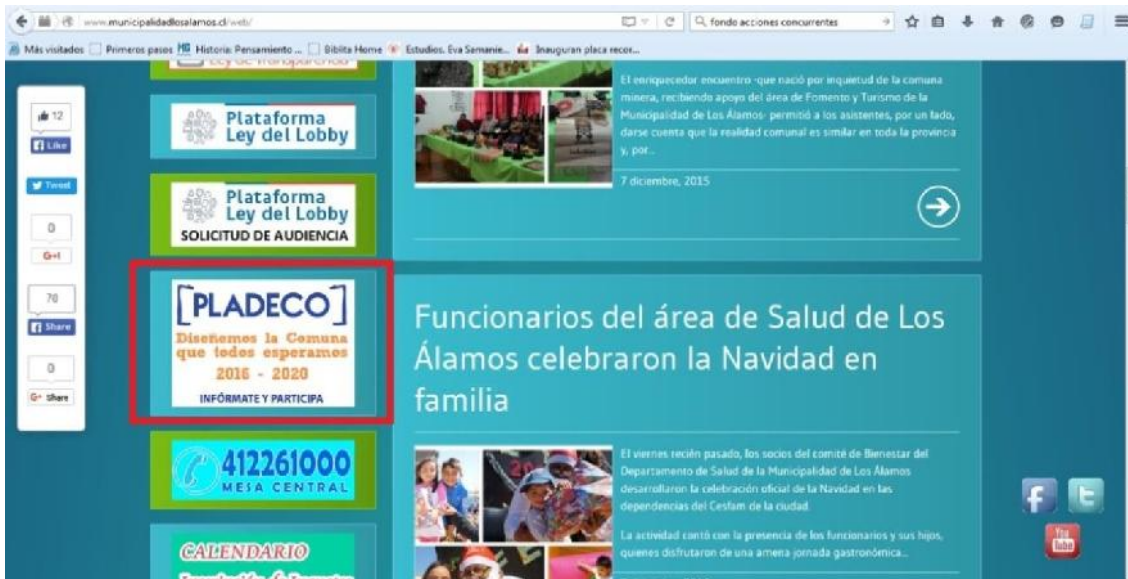 www.municipalidadlosalamos.cl/web/
fondo acciones concurrentes
Más visitados Primeros pasos Historia: Pensamiento ... Biblita Home Estudios. Eva Samanie... Inauguran placa recor...
12
Like
Tweet
0
G+1
70
Share
0
G+ Share
Ley de Transparencia
Plataforma
Ley del Lobby
Plataforma
Ley del Lobby
SOLICITUD DE AUDIENCIA
[PLADECO]
Diseñemos la Comuna
que todos esperamos
2016 - 2020
INFÓRMATE Y PARTICIPA
412261000
MESA CENTRAL
CALENDARIO
El enriquecedor encuentro -que nació por inquietud de la comuna
minera, recibiendo apoyo del área de Fomento y Turismo de la
Municipalidad de Los Álamos- permitió a los asistentes, por un lado,
darse cuenta que la realidad comunal es similar en toda la provincia
y, por...
7 diciembre, 2015
Funcionarios del área de Salud de Los
Álamos celebraron la Navidad en
familia
El viernes recién pasado, los socios del comité de Bienestar del
Departamento de Salud de la Municipalidad de Los Álamos
desarrollaron la celebración oficial de la Navidad en las
dependencias del Cesfam de la ciudad.
La actividad contó con la presencia de los funcionarios y sus hijos,
quienes disfrutaron de una amena jornada gastronómica...
You
Tube